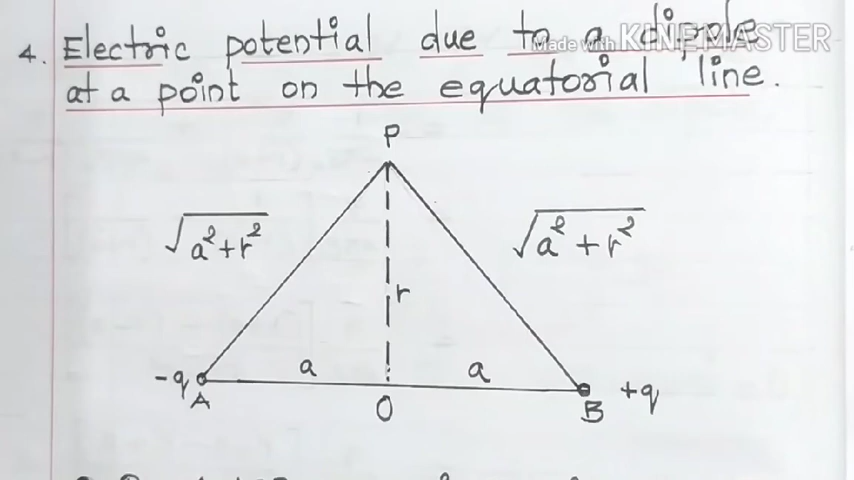 4. Electric potential due to a dipole
Made with KINEMASTER
at a point on the equatorial line.
P
√a²+r²
√a²+r²
r
-q
a
a
+q
A
O
B